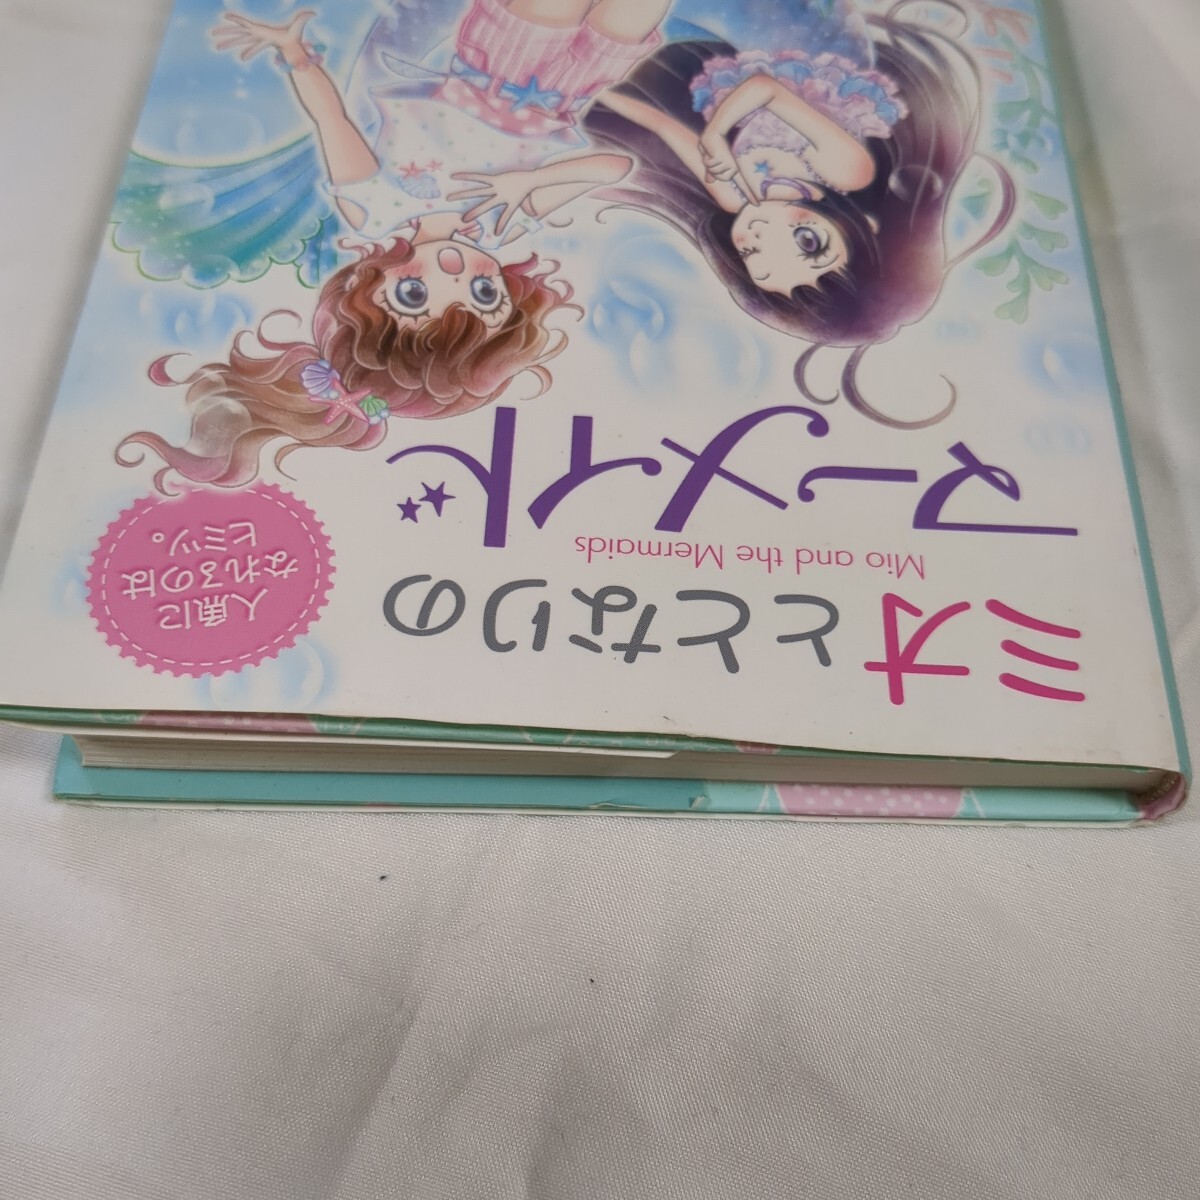 ミオととなりの
Mio and the Mermaids
マーメイド
人魚に
なれるのは
ヒミツ。